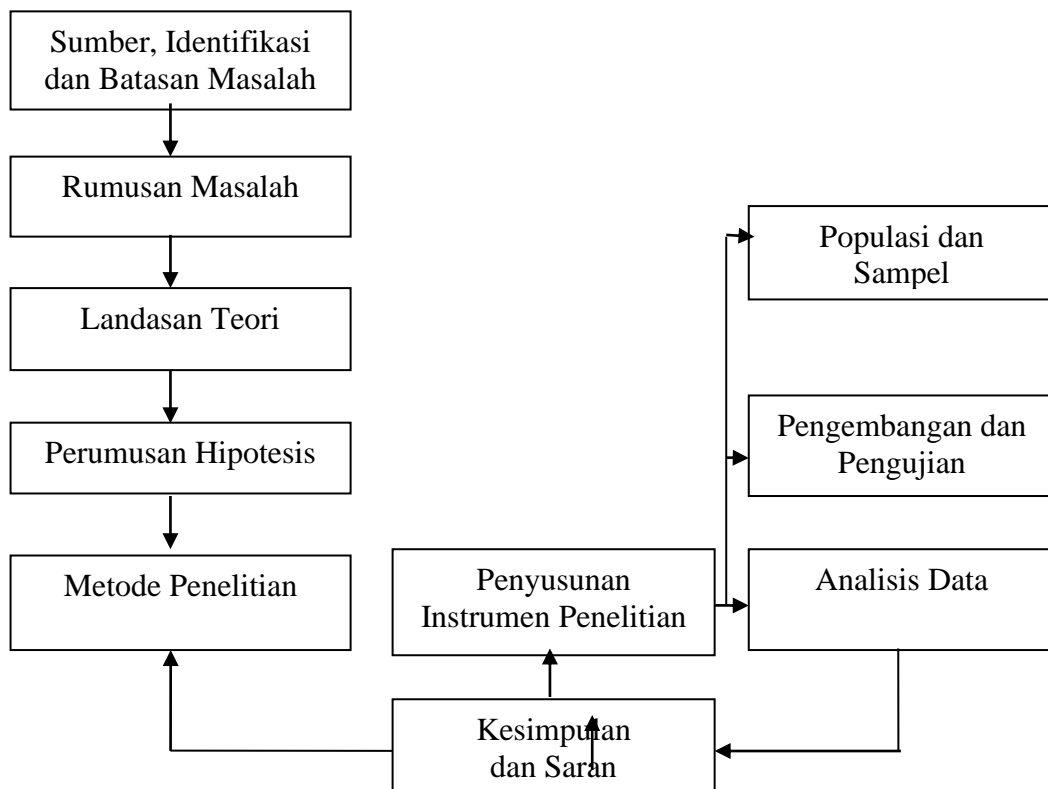 Sumber, Identifikasi
dan Batasan Masalah
Rumusan Masalah
Landasan Teori
Perumusan Hipotesis
Metode Penelitian
Penyusunan
Instrumen Penelitian
Kesimpulan
dan Saran
Populasi dan
Sampel
Pengembangan dan
Pengujian
Analisis Data